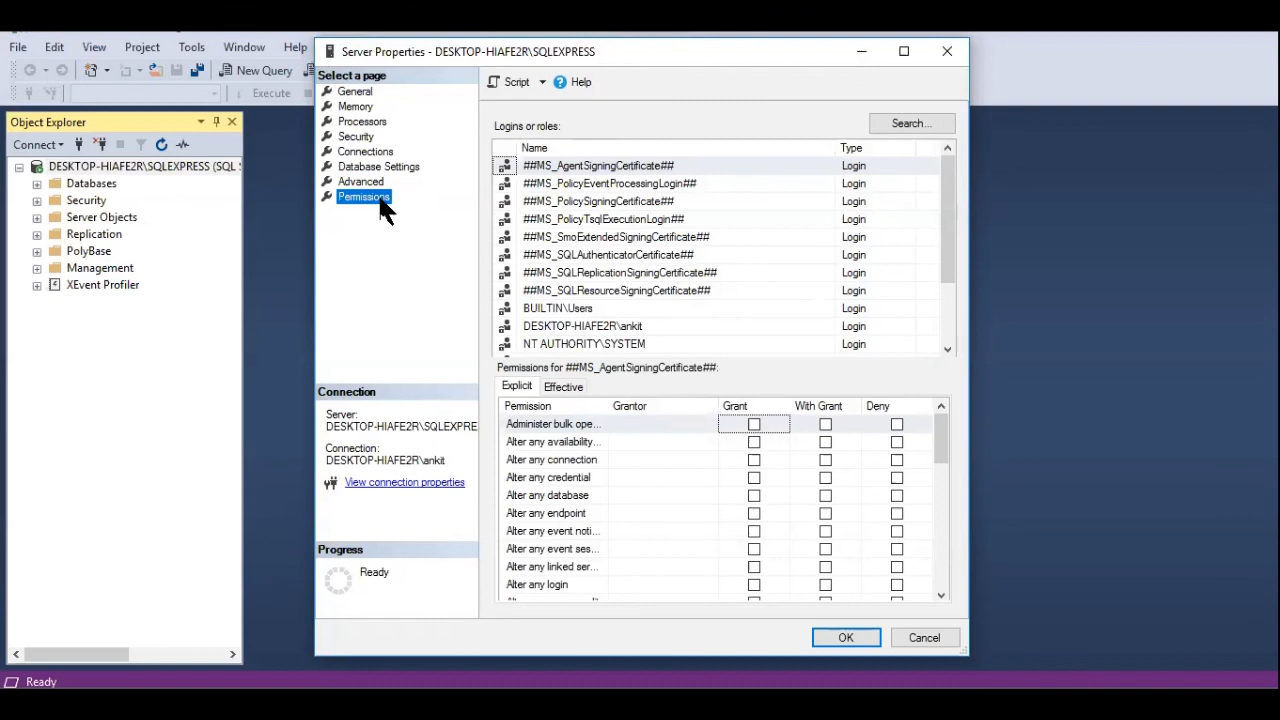 File Edit View Project Tools Window Help
New Query
Execute
Object Explorer
Connect
DESKTOP-HIAFE2R\SQLEXPRESS (SQL S
Databases
Security
Server Objects
Replication
PolyBase
Management
XEvent Profiler
Server Properties - DESKTOP-HIAFE2R\SQLEXPRESS
Select a page
General
Memory
Processors
Security
Connections
Database Settings
Advanced
Permissions
Connection
Server:
DESKTOP-HIAFE2R\SQLEXPRE
Connection:
DESKTOP-HIAFE2R\ankit
View connection properties
Progress
Ready
Script Help
Logins or roles:
Search...
Name Type
##MS_AgentSigningCertificate## Login
##MS_PolicyEventProcessingLogin## Login
##MS_PolicySigningCertificate## Login
##MS_PolicyTsqlExecutionLogin## Login
##MS_SmoExtendedSigningCertificate## Login
##MS_SQLAuthenticatorCertificate## Login
##MS_SQLReplicationSigningCertificate## Login
##MS_SQLResourceSigningCertificate## Login
BUILTIN\Users Login
DESKTOP-HIAFE2R\ankit Login
NT AUTHORITY\SYSTEM Login
Permissions for ##MS_AgentSigningCertificate##:
Explicit Effective
Permission Grantor Grant With Grant Deny
Administer bulk ope...
Alter any availability...
Alter any connection
Alter any credential
Alter any database
Alter any endpoint
Alter any event noti...
Alter any event ses...
Alter any linked ser...
Alter any login
OK Cancel
Ready